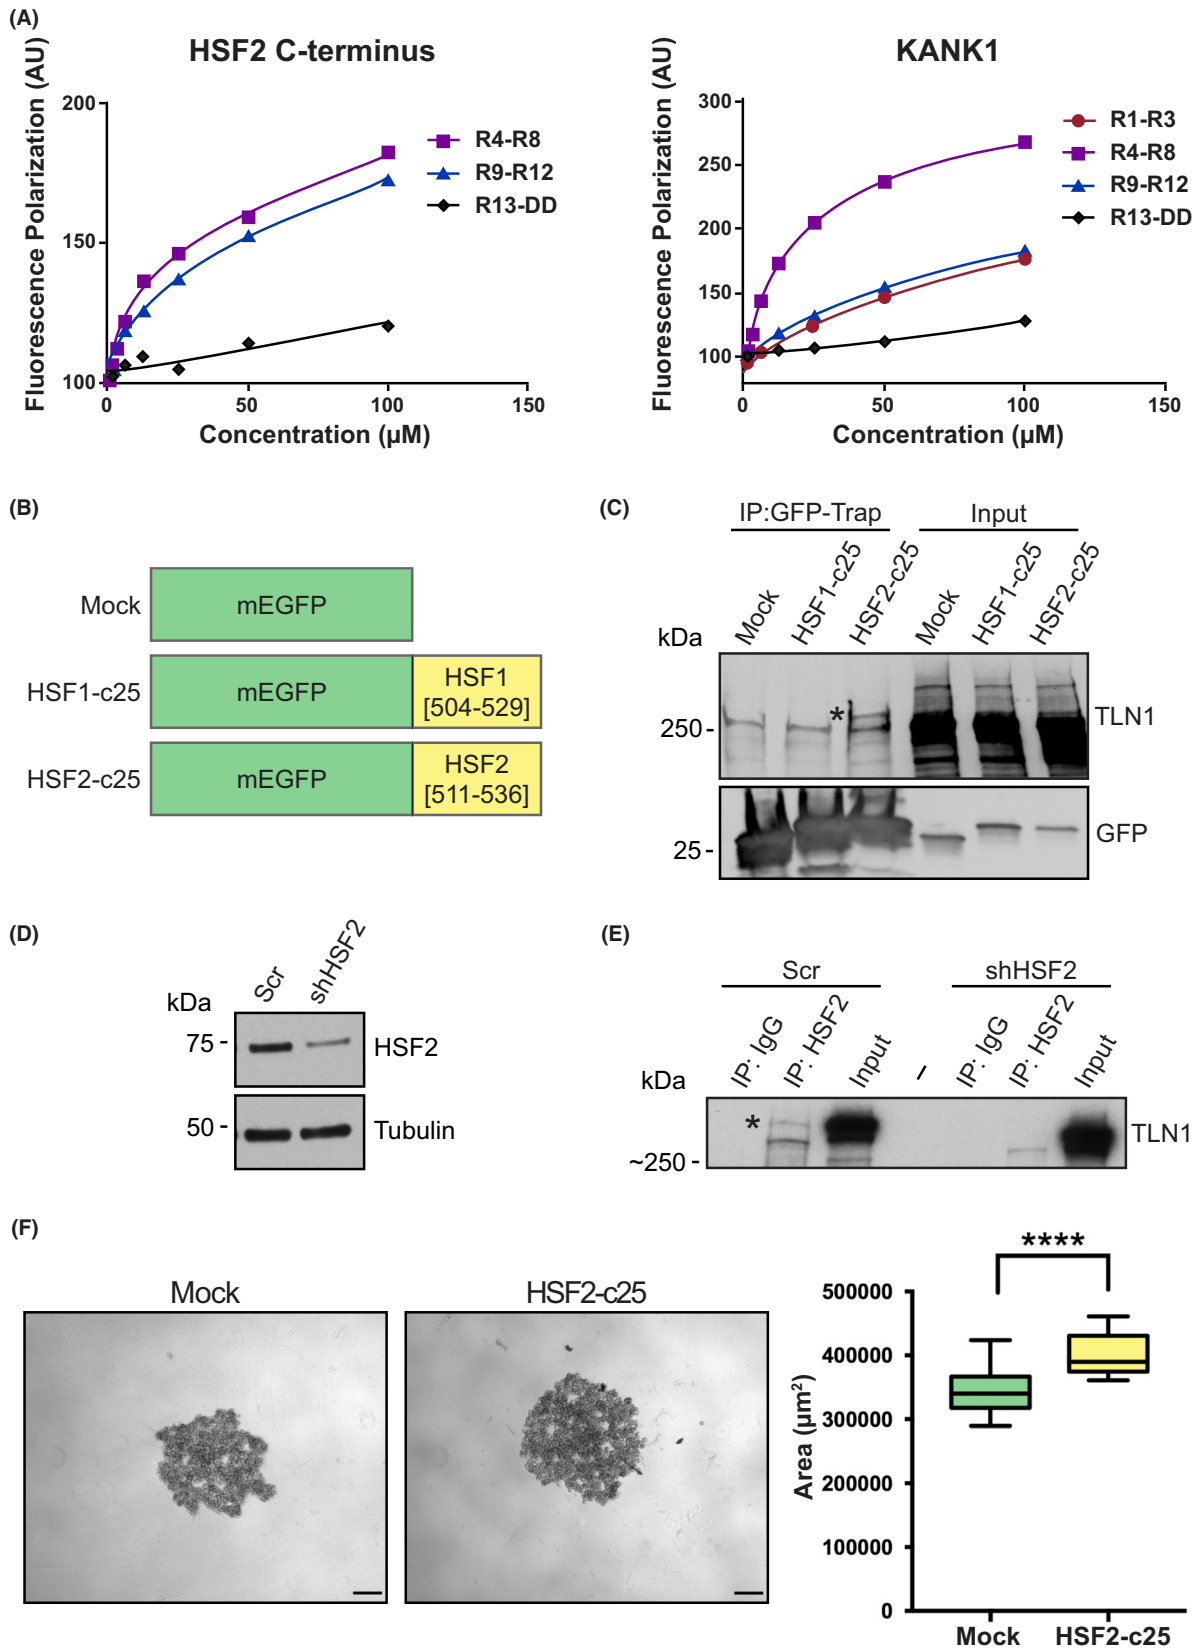 (A)
HSF2 C-terminus
Fluorescence Polarization (AU)
200
150
100
0
50
100
150
Concentration (µM)
R4-R8
R9-R12
R13-DD
KANK1
Fluorescence Polarization (AU)
300
250
200
150
100
0
50
100
150
Concentration (µM)
R1-R3
R4-R8
R9-R12
R13-DD
(B)
Mock
mEGFP
HSF1-c25
mEGFP
HSF1
[504-529]
HSF2-c25
mEGFP
HSF2
[511-536]
(C)
IP:GFP-Trap
Input
Mock
HSF1-c25
HSF2-c25
Mock
HSF1-c25
HSF2-c25
kDa
250 -
*
TLN1
25 -
GFP
(D)
Scr
shHSF2
kDa
75 -
HSF2
50 -
Tubulin
(E)
Scr
shHSF2
IP: IgG
IP: HSF2
Input
–
IP: IgG
IP: HSF2
Input
kDa
*
~250 -
TLN1
(F)
Mock
HSF2-c25
****
Area (µm²)
500000
400000
300000
200000
100000
0
Mock
HSF2-c25